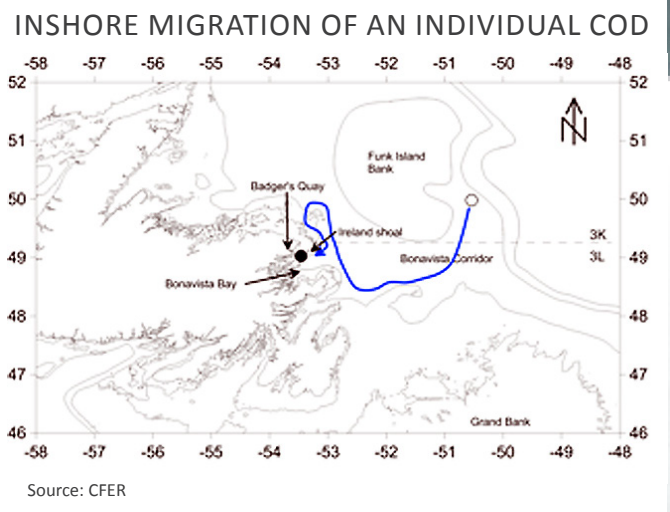 INSHORE MIGRATION OF AN INDIVIDUAL COD
-58 -57 -56 -55 -54 -53 -52 -51 -50 -49 -48
52 52
51 51
Funk Island
Bank
N
Badger's Quay
50 50
Ireland shoal
3K
49 49
Bonavista Corridor
3L
Bonavista Bay
48 48
47 47
Grand Bank
46 46
-58 -57 -56 -55 -54 -53 -52 -51 -50 -49 -48
Source: CFER